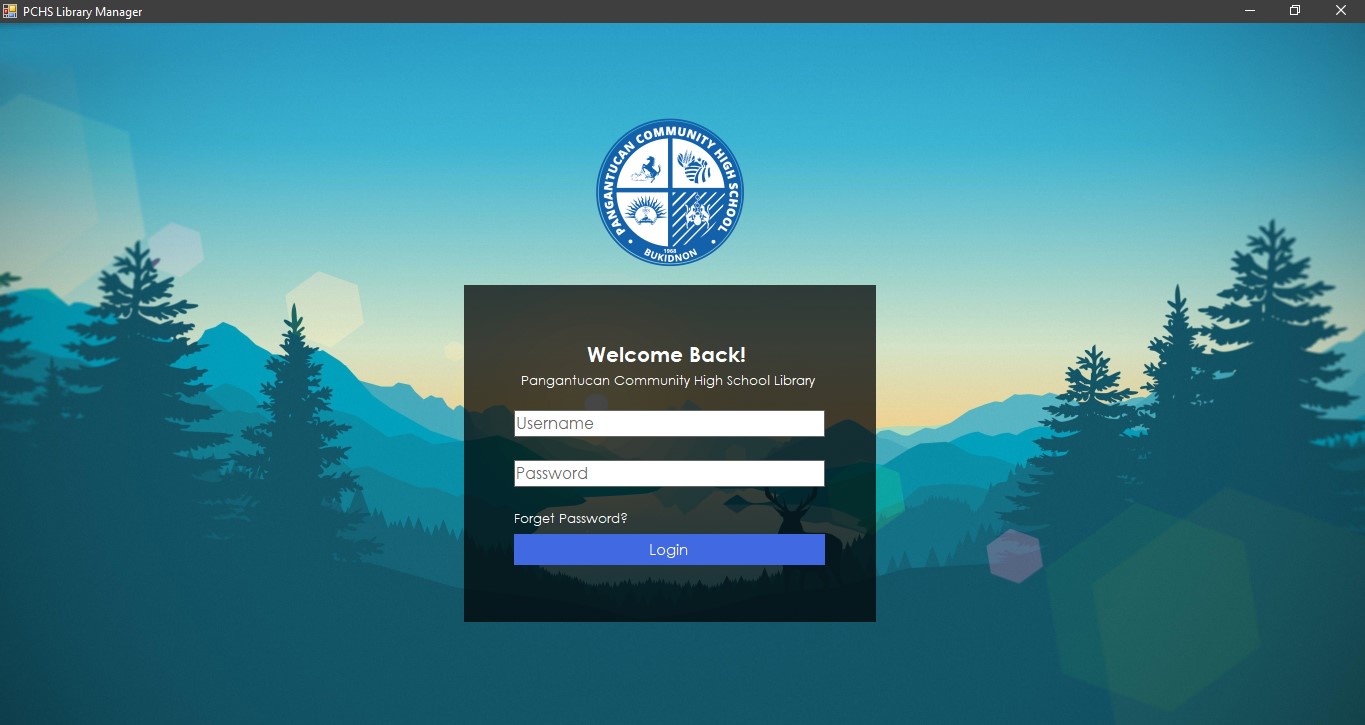 PCHS Library Manager
PANGANTUCAN COMMUNITY HIGH SCHOOL
1968
BUKIDNON
Welcome Back!
Pangantucan Community High School Library
Username
Password
Forget Password?
Login